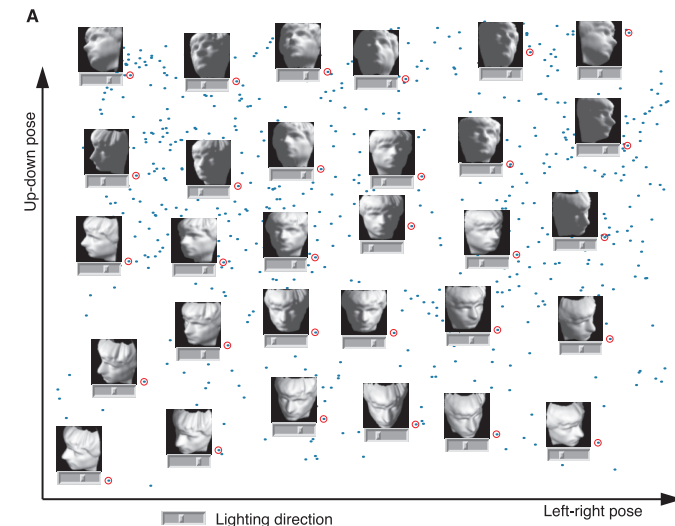 A
Up-down pose
Left-right pose
Lighting direction